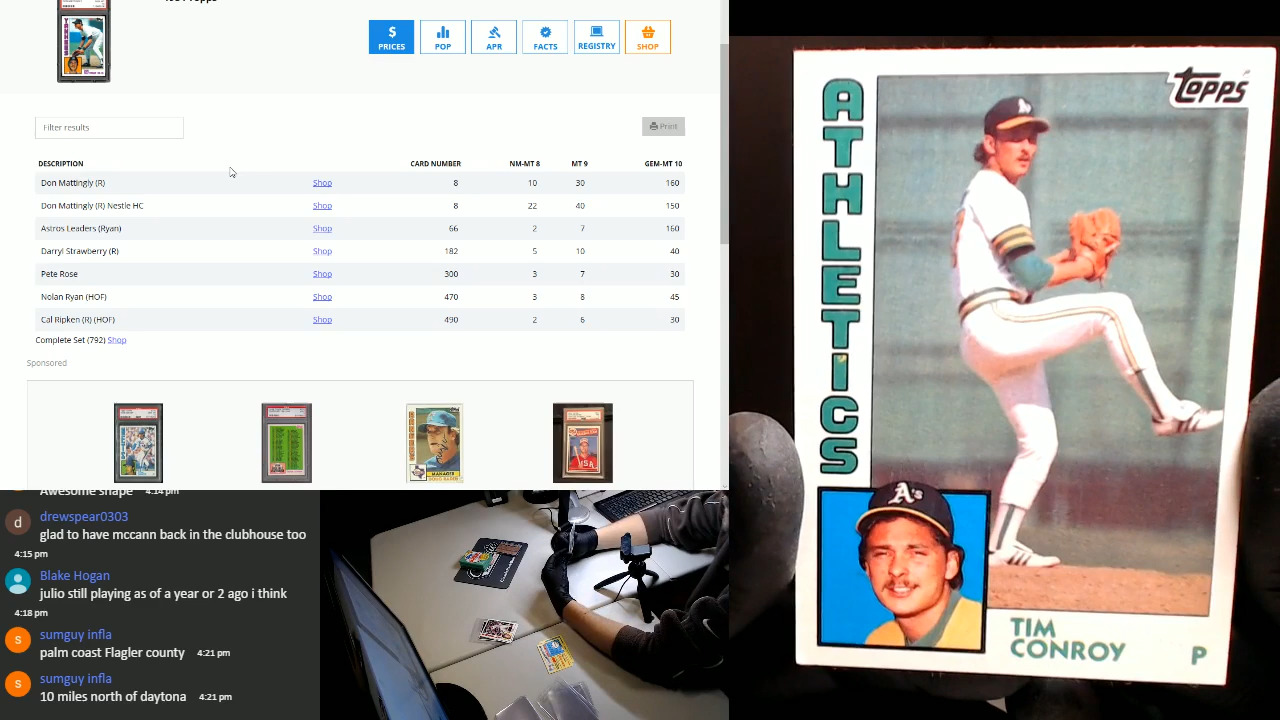 PRICES
POP
APR
FACTS
REGISTRY
SHOP
Filter results
Print
DESCRIPTION CARD NUMBER NM-MT 8 MT 9 GEM-MT 10
Don Mattingly (R) Shop 8 10 30 160
Don Mattingly (R) Nestle HC Shop 8 22 40 150
Astros Leaders (Ryan) Shop 66 2 7 160
Darryl Strawberry (R) Shop 182 5 10 40
Pete Rose Shop 300 3 7 30
Nolan Ryan (HOF) Shop 470 3 8 45
Cal Ripken (R) (HOF) Shop 490 2 6 30
Complete Set (792) Shop
Sponsored
MANAGER
USA
Awesome shape 4:14 pm
d drewspear0303
glad to have mccann back in the clubhouse too
4:15 pm
Blake Hogan
julio still playing as of a year or 2 ago i think
4:18 pm
s sumguy infla
palm coast Flagler county 4:21 pm
s sumguy infla
10 miles north of daytona 4:21 pm
ATHLETICS
Topps
A's
A's
TIM
CONROY
P